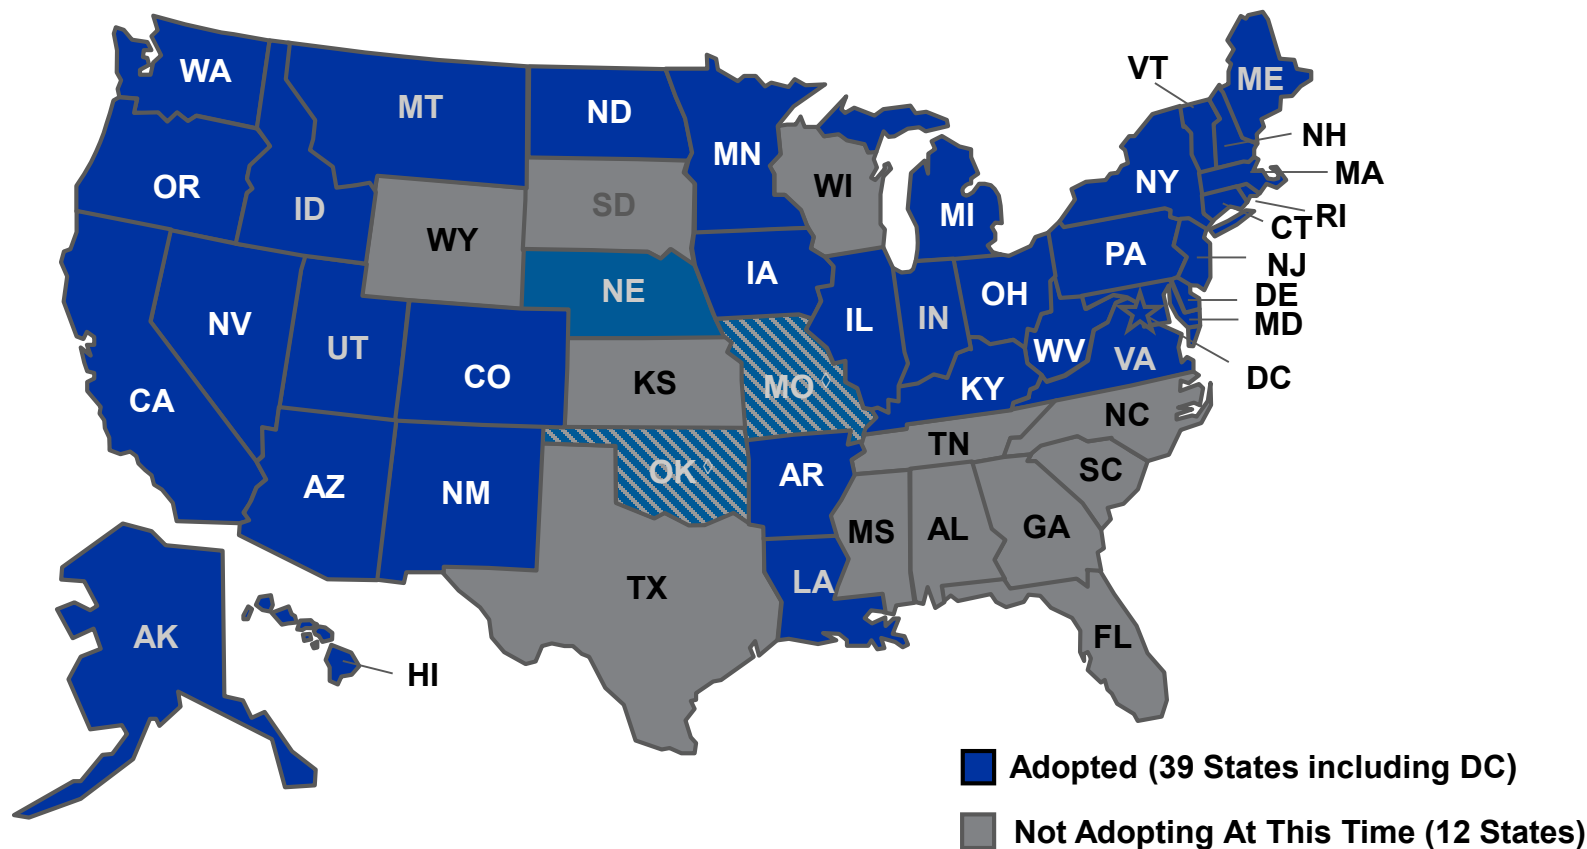 WA
MT
ND
MN
VT
ME
NH
MA
OR
ID
SD
WI
MI
NY
CT RI
WY
PA
NJ
NE
IA
OH
DE
MD
NV
UT
CO
IL
IN
WV
VA
DC
CA
KS
MO◊
KY
NC
TN
AZ
NM
OK◊
AR
SC
MS
AL
GA
TX
LA
AK
HI
FL
Adopted (39 States including DC)
Not Adopting At This Time (12 States)